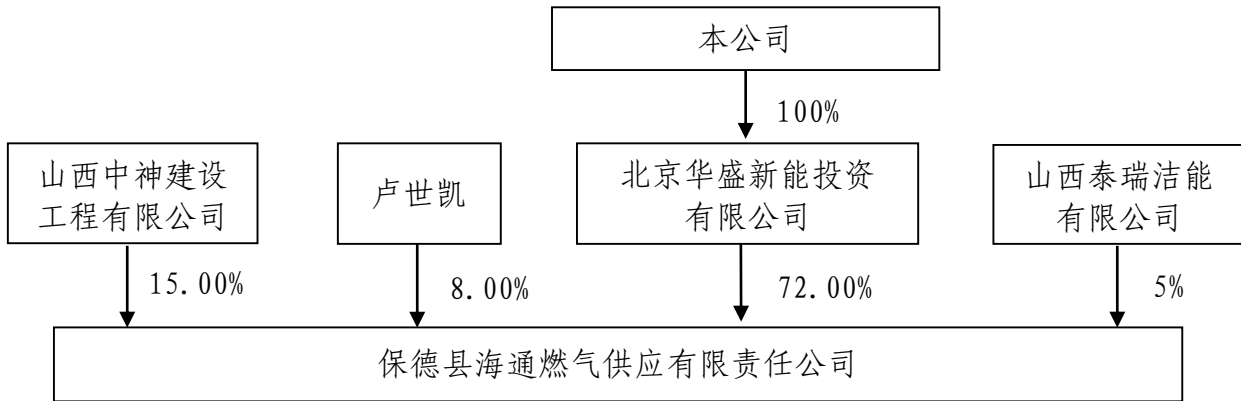 本公司
100%
山西中神建设
工程有限公司
卢世凯
北京华盛新能投资
有限公司
山西泰瑞洁能
有限公司
15.00%
8.00%
72.00%
5%
保德县海通燃气供应有限责任公司